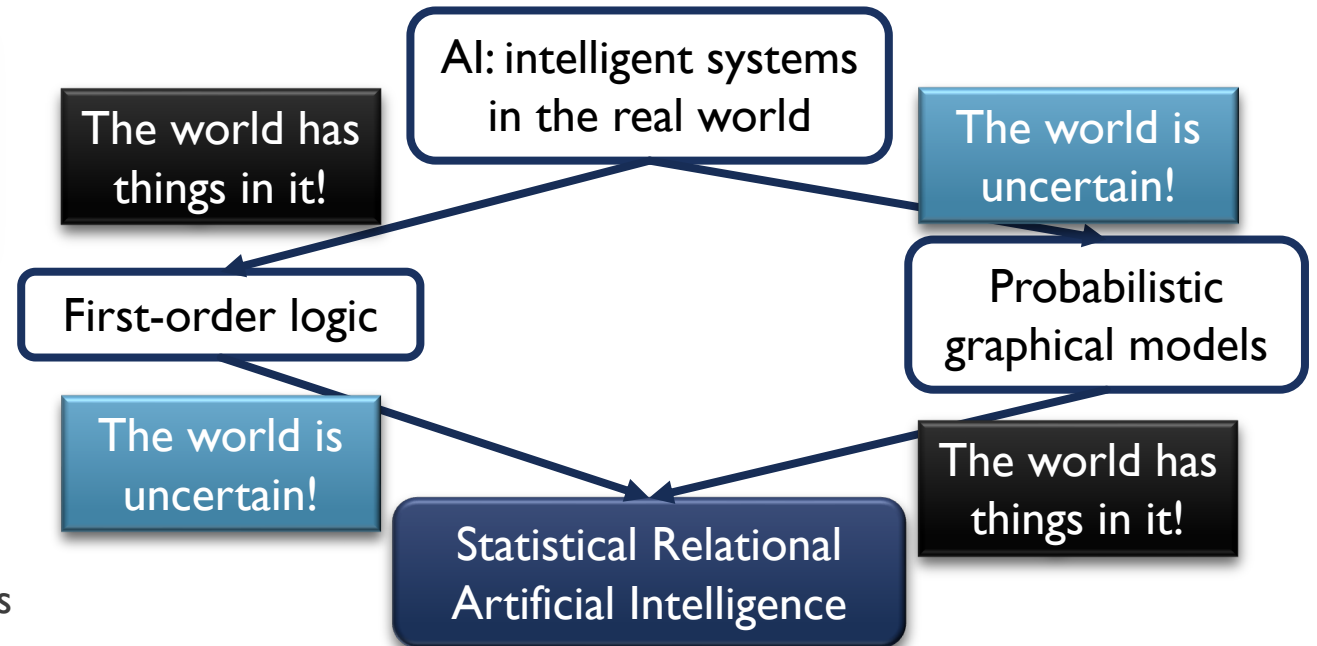 AI: intelligent systems
in the real world
The world has
things in it!
The world is
uncertain!
First-order logic
Probabilistic
graphical models
The world is
uncertain!
The world has
things in it!
Statistical Relational
Artificial Intelligence